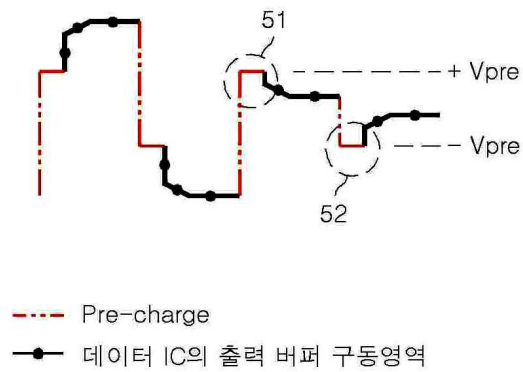 51
+ Vpre
- Vpre
52
Pre-charge
데이터 IC의 출력 버퍼 구동영역